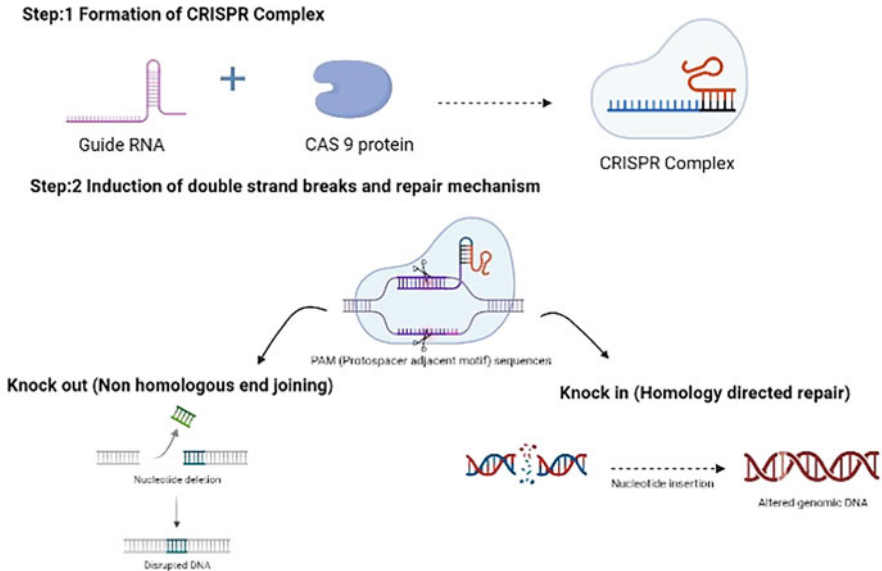 Step:1 Formation of CRISPR Complex
+
Guide RNA
CAS 9 protein
CRISPR Complex
Step:2 Induction of double strand breaks and repair mechanism
PAM (Protospacer adjacent motif) sequences
Knock out (Non homologous end joining)
Knock in (Homology directed repair)
Nucleotide deletion
Disrupted DNA
Nucleotide insertion
Altered genomic DNA